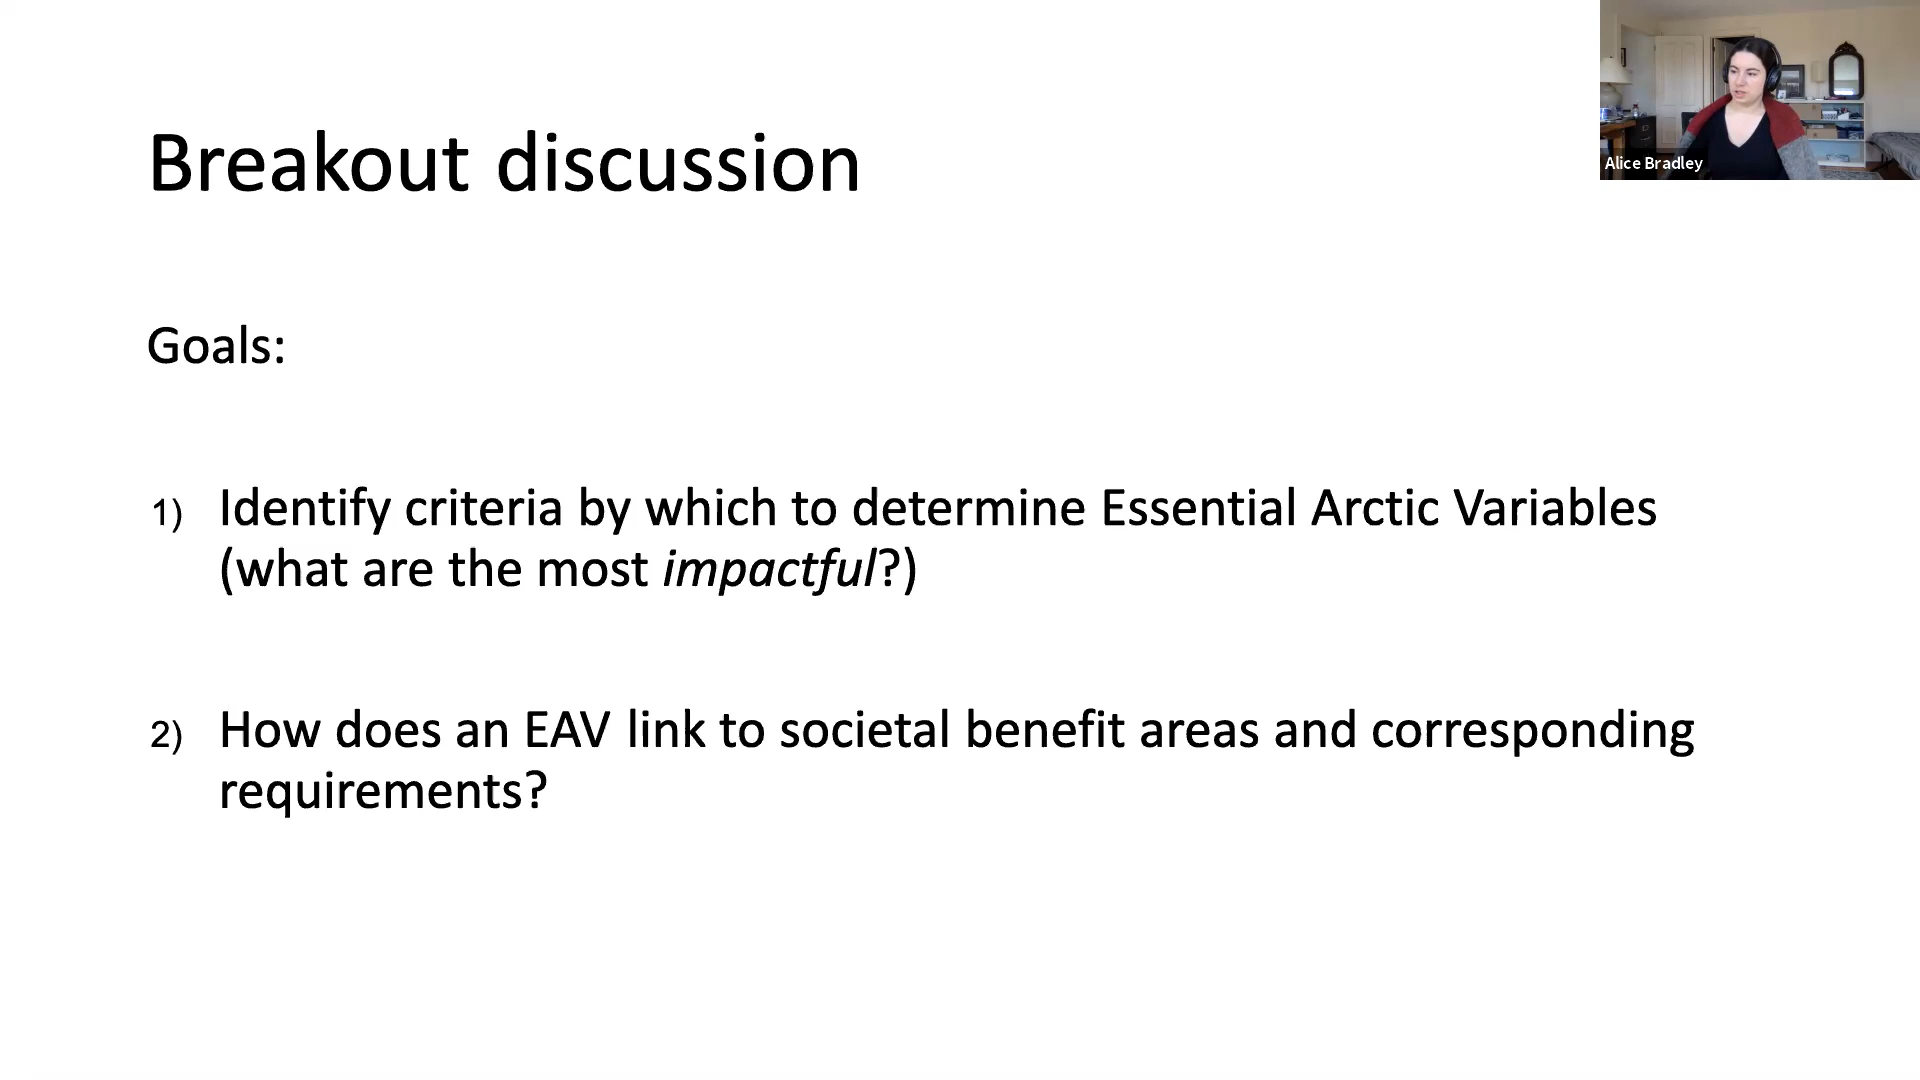 Breakout discussion
Alice Bradley
Goals:
1) Identify criteria by which to determine Essential Arctic Variables
(what are the most impactful?)
2) How does an EAV link to societal benefit areas and corresponding
requirements?